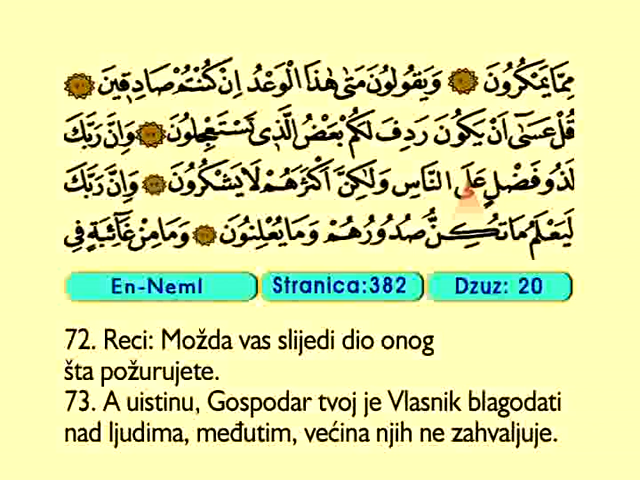 مِمَّا يَمْكُرُونَ وَيَقُولُونَ مَتٰى هٰذَا الْوَعْدُ اِنْ كُنْتُمْ صَادِقٖينَ
قُلْ عَسٰٓى اَنْ يَكُونَ رَدِفَ لَكُمْ بَعْضُ الَّذٖى تَسْتَعْجِلُونَ وَاِنَّ رَبَّكَ
لَذُو فَضْلٍ عَلَى النَّاسِ وَلٰكِنَّ اَكْثَرَهُمْ لَا يَشْكُرُونَ وَاِنَّ رَبَّكَ
لَيَعْلَمُ مَا تُكِنُّ صُدُورُهُمْ وَمَا يُعْلِنُونَ وَمَا مِنْ غَٓائِبَةٍ فِى
En-Neml Stranica:382 Dzuz: 20
72. Reci: Možda vas slijedi dio onog
šta požurujete.
73. A uistinu, Gospodar tvoj je Vlasnik blagodati
nad ljudima, međutim, većina njih ne zahvaljuje.